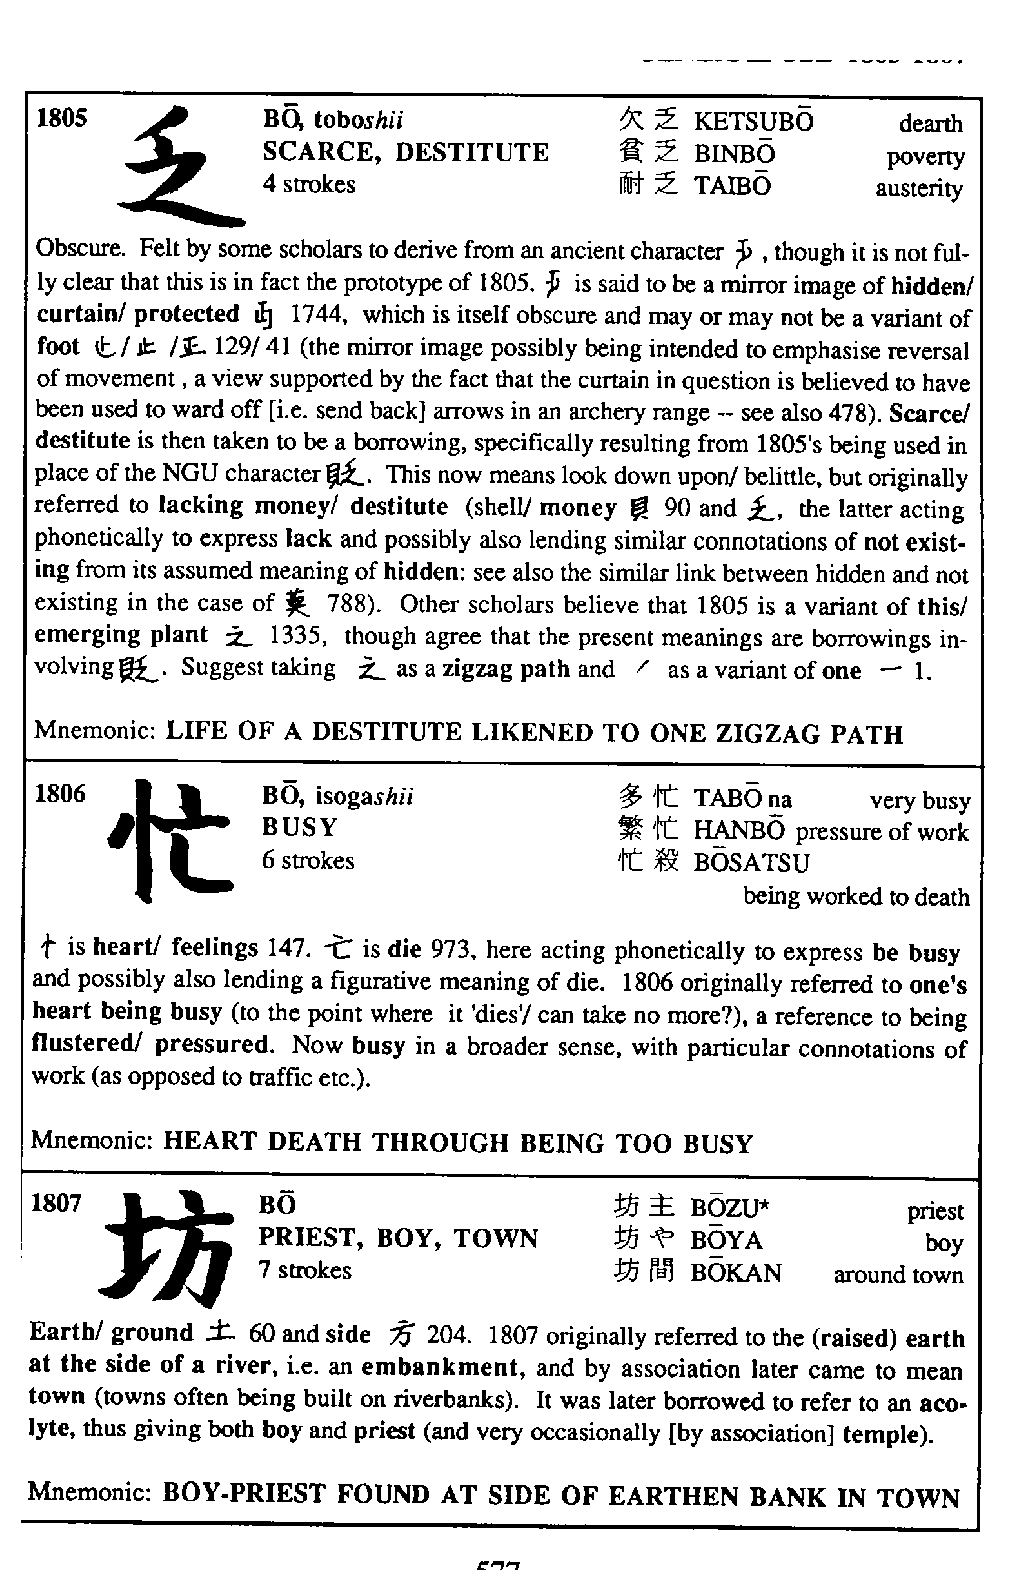 1805 乏 BŌ, toboshii 欠乏 KETSUBŌ dearth
SCARCE, DESTITUTE 貧乏 BINBŌ poverty
4 strokes 耐乏 TAIBŌ austerity
Obscure. Felt by some scholars to derive from an ancient character , though it is not ful-
ly clear that this is in fact the prototype of 1805. is said to be a mirror image of hidden/
curtain/ protected 1744, which is itself obscure and may or may not be a variant of
foot / 止 / 129/ 41 (the mirror image possibly being intended to emphasise reversal
of movement , a view supported by the fact that the curtain in question is believed to have
been used to ward off [i.e. send back] arrows in an archery range -- see also 478). Scarce/
destitute is then taken to be a borrowing, specifically resulting from 1805's being used in
place of the NGU character 貶. This now means look down upon/ belittle, but originally
referred to lacking money/ destitute (shell/ money 貝 90 and 乏, the latter acting
phonetically to express lack and possibly also lending similar connotations of not exist-
ing from its assumed meaning of hidden: see also the similar link between hidden and not
existing in the case of 788). Other scholars believe that 1805 is a variant of this/
emerging plant 之 1335, though agree that the present meanings are borrowings in-
volving 貶. Suggest taking 之 as a zigzag path and ノ as a variant of one 一 1.
Mnemonic: LIFE OF A DESTITUTE LIKENED TO ONE ZIGZAG PATH
1806 忙 BŌ, isogashii 多忙 TABŌ na very busy
BUSY 繁忙 HANBŌ pressure of work
6 strokes 忙殺 BŌSATSU
being worked to death
忄 is heart/ feelings 147. 亡 is die 973, here acting phonetically to express be busy
and possibly also lending a figurative meaning of die. 1806 originally referred to one's
heart being busy (to the point where it 'dies'/ can take no more?), a reference to being
flustered/ pressured. Now busy in a broader sense, with particular connotations of
work (as opposed to traffic etc.).
Mnemonic: HEART DEATH THROUGH BEING TOO BUSY
1807 坊 BŌ 坊主 BŌZU* priest
PRIEST, BOY, TOWN 坊や BŌYA boy
7 strokes 坊間 BŌKAN around town
Earth/ ground 土 60 and side 方 204. 1807 originally referred to the (raised) earth
at the side of a river, i.e. an embankment, and by association later came to mean
town (towns often being built on riverbanks). It was later borrowed to refer to an aco-
lyte, thus giving both boy and priest (and very occasionally [by association] temple).
Mnemonic: BOY-PRIEST FOUND AT SIDE OF EARTHEN BANK IN TOWN